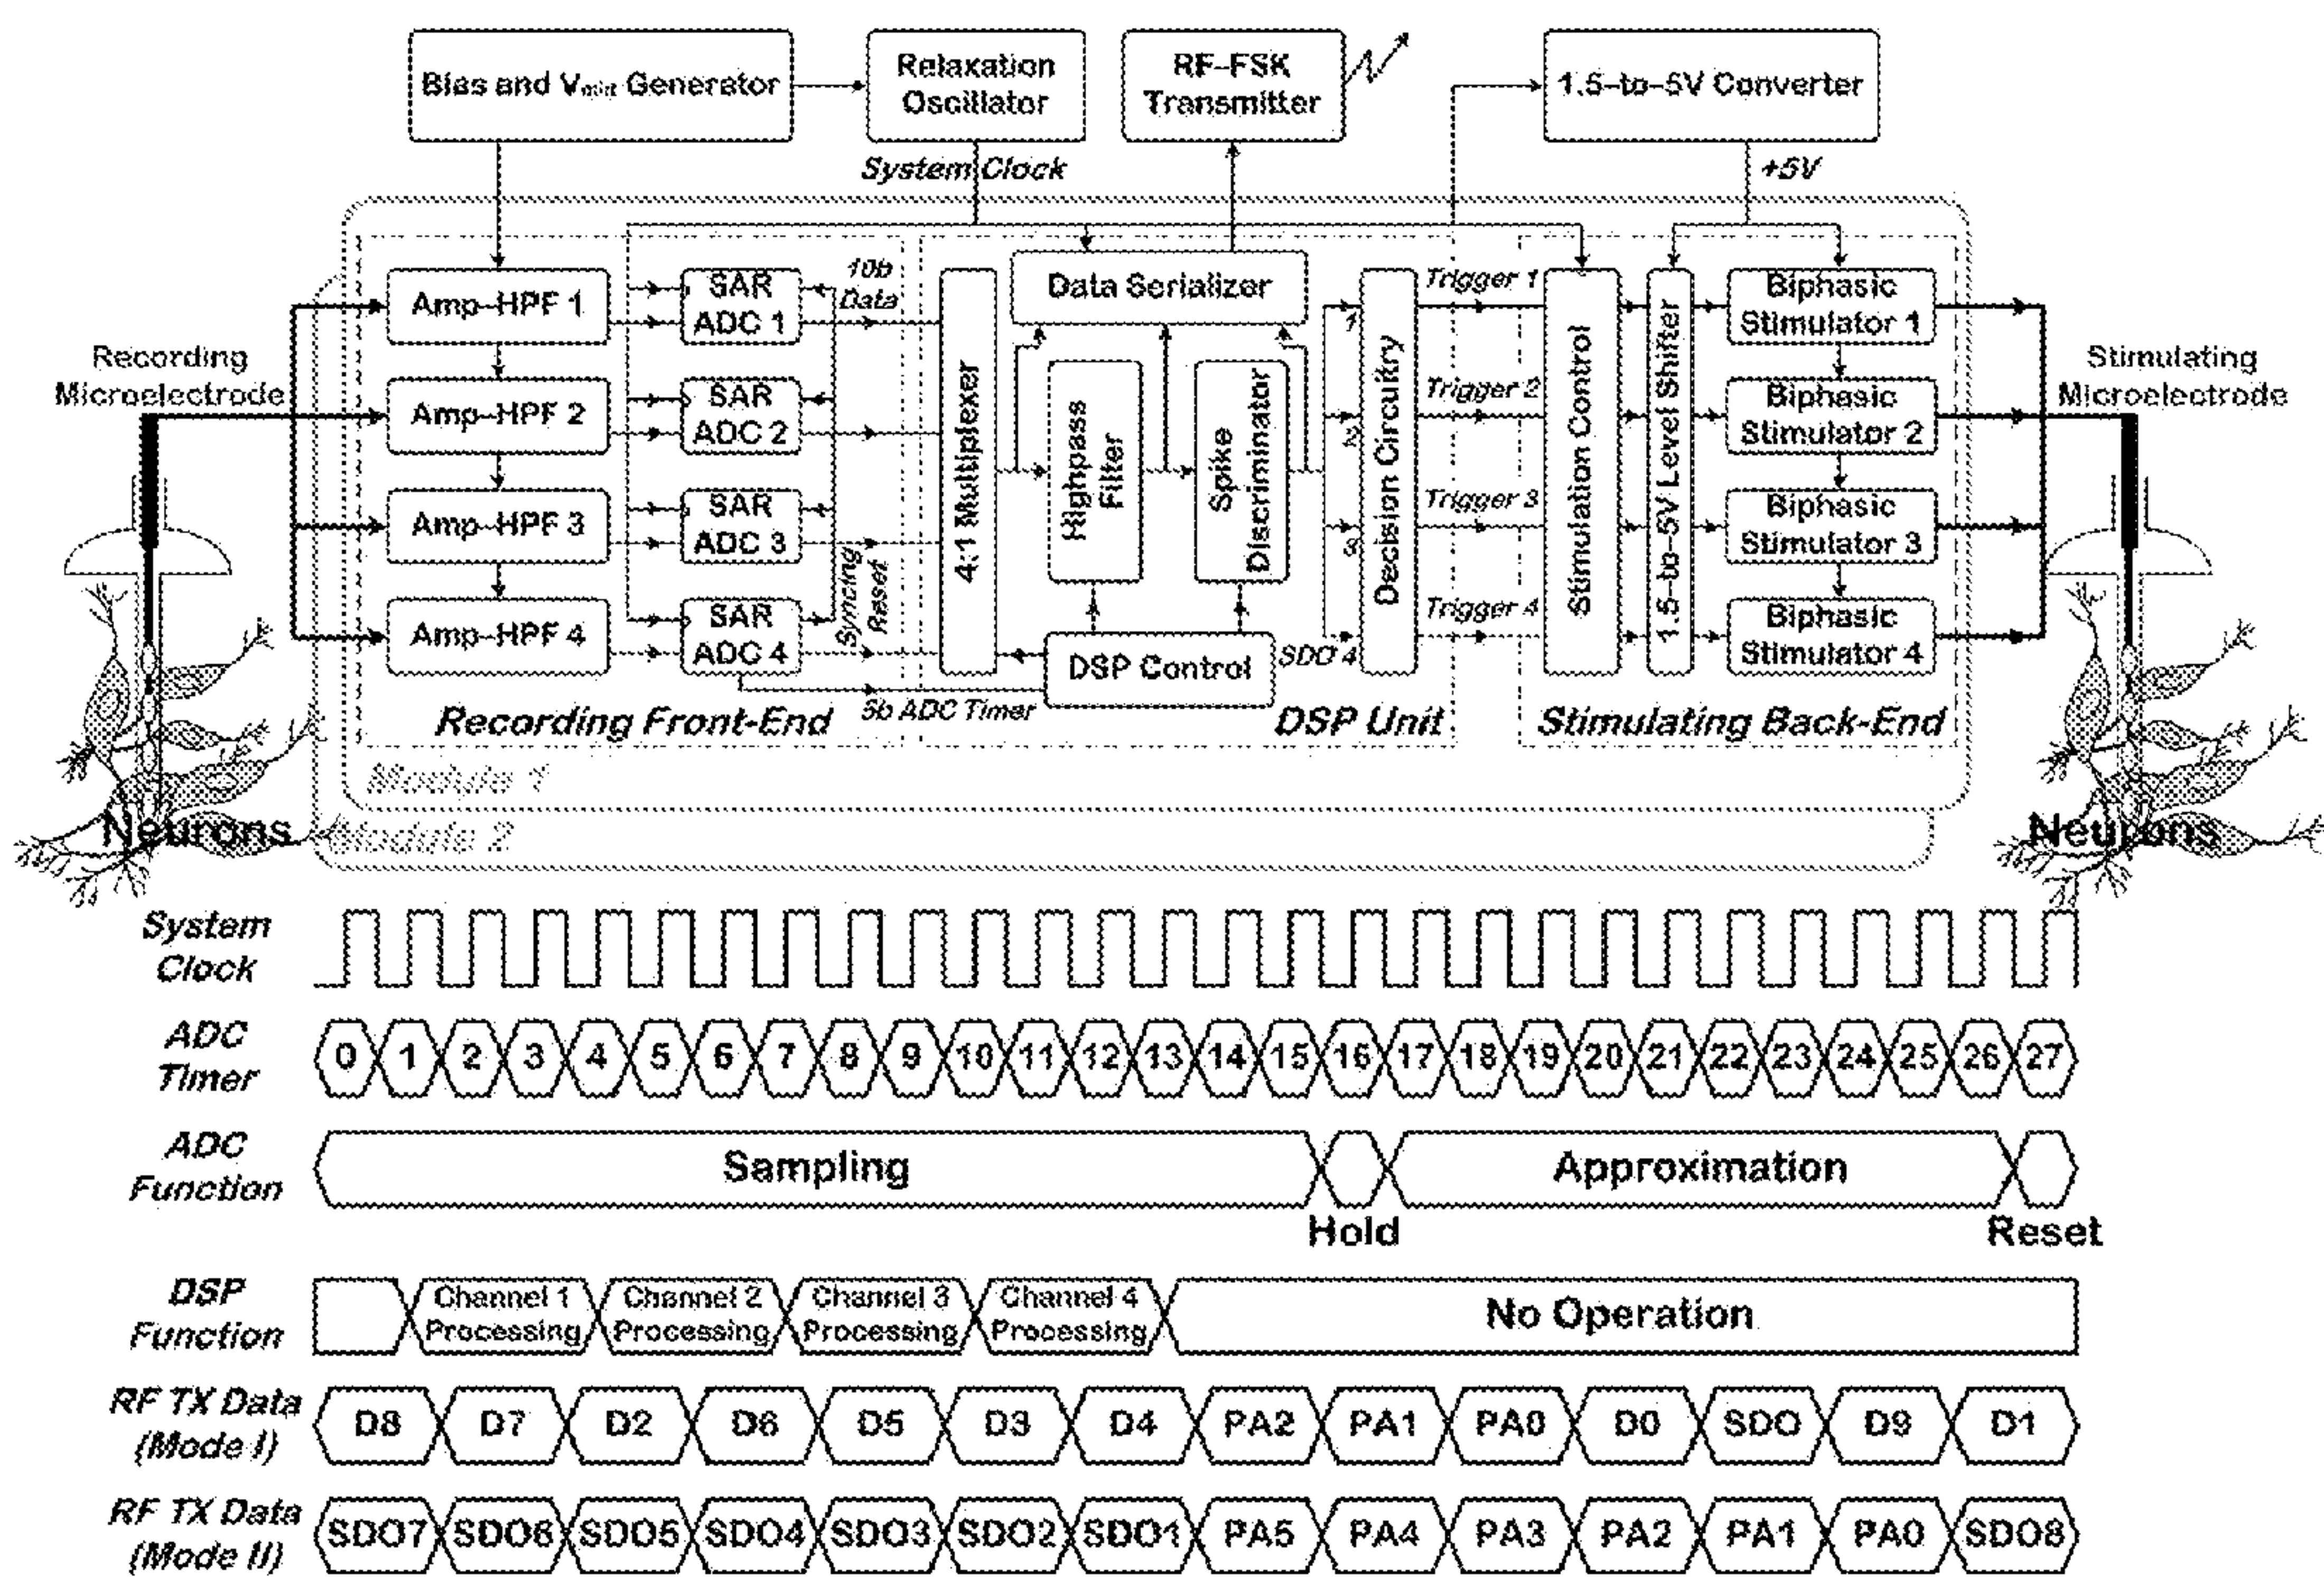 Bias and Vmid Generator
Relaxation
Oscillator
RF–FSK
Transmitter
1.5–to–5V Converter
System Clock
+5V
Recording
Microelectrode
Amp–HPF 1
Amp–HPF 2
Amp–HPF 3
Amp–HPF 4
SAR
ADC 1
SAR
ADC 2
SAR
ADC 3
SAR
ADC 4
10b
Data
Syncing
Reset
5b ADC Timer
Recording Front-End
4:1 Multiplexer
Data Serializer
Highpass
Filter
Spike
Discriminator
DSP Control
1
2
3
SDO 4
Decision Circuitry
DSP Unit
Trigger 1
Trigger 2
Trigger 3
Trigger 4
Stimulation Control
1.5–to–5V Level Shifter
Biphasic
Stimulator 1
Biphasic
Stimulator 2
Biphasic
Stimulator 3
Biphasic
Stimulator 4
Stimulating Back-End
Stimulating
Microelectrode
Module 1
Module 2
Neurons
Neurons
System
Clock
ADC
Timer
0 1 2 3 4 5 6 7 8 9 10 11 12 13 14 15 16 17 18 19 20 21 22 23 24 25 26 27
ADC
Function
Sampling
Hold
Approximation
Reset
DSP
Function
Channel 1
Processing
Channel 2
Processing
Channel 3
Processing
Channel 4
Processing
No Operation
RF TX Data
(Mode I)
D8 D7 D2 D6 D5 D3 D4 PA2 PA1 PA0 D0 SDO D9 D1
RF TX Data
(Mode II)
SDO7 SDO6 SDO5 SDO4 SDO3 SDO2 SDO1 PA5 PA4 PA3 PA2 PA1 PA0 SDO8